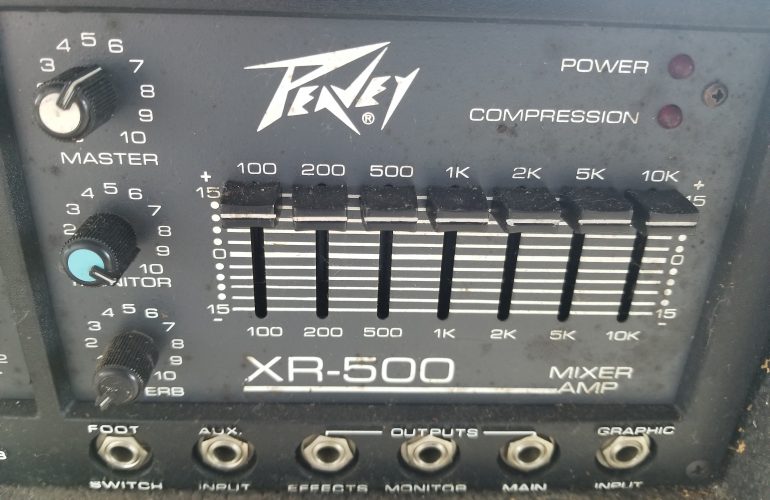 4 5 6
3 7
8
9
10
MASTER
PEAVEY®
POWER
COMPRESSION
4 5 6
3 7
2 8
9
10
MONITOR
100 200 500 1K 2K 5K 10K
+ +
15 15
0 0
15 15
- -
100 200 500 1K 2K 5K 10K
4 5 6
3 7
2 8
9
10
ERB
XR-500 MIXER
AMP
FOOT AUX. OUTPUTS GRAPHIC
SWITCH INPUT EFFECTS MONITOR MAIN INPUT